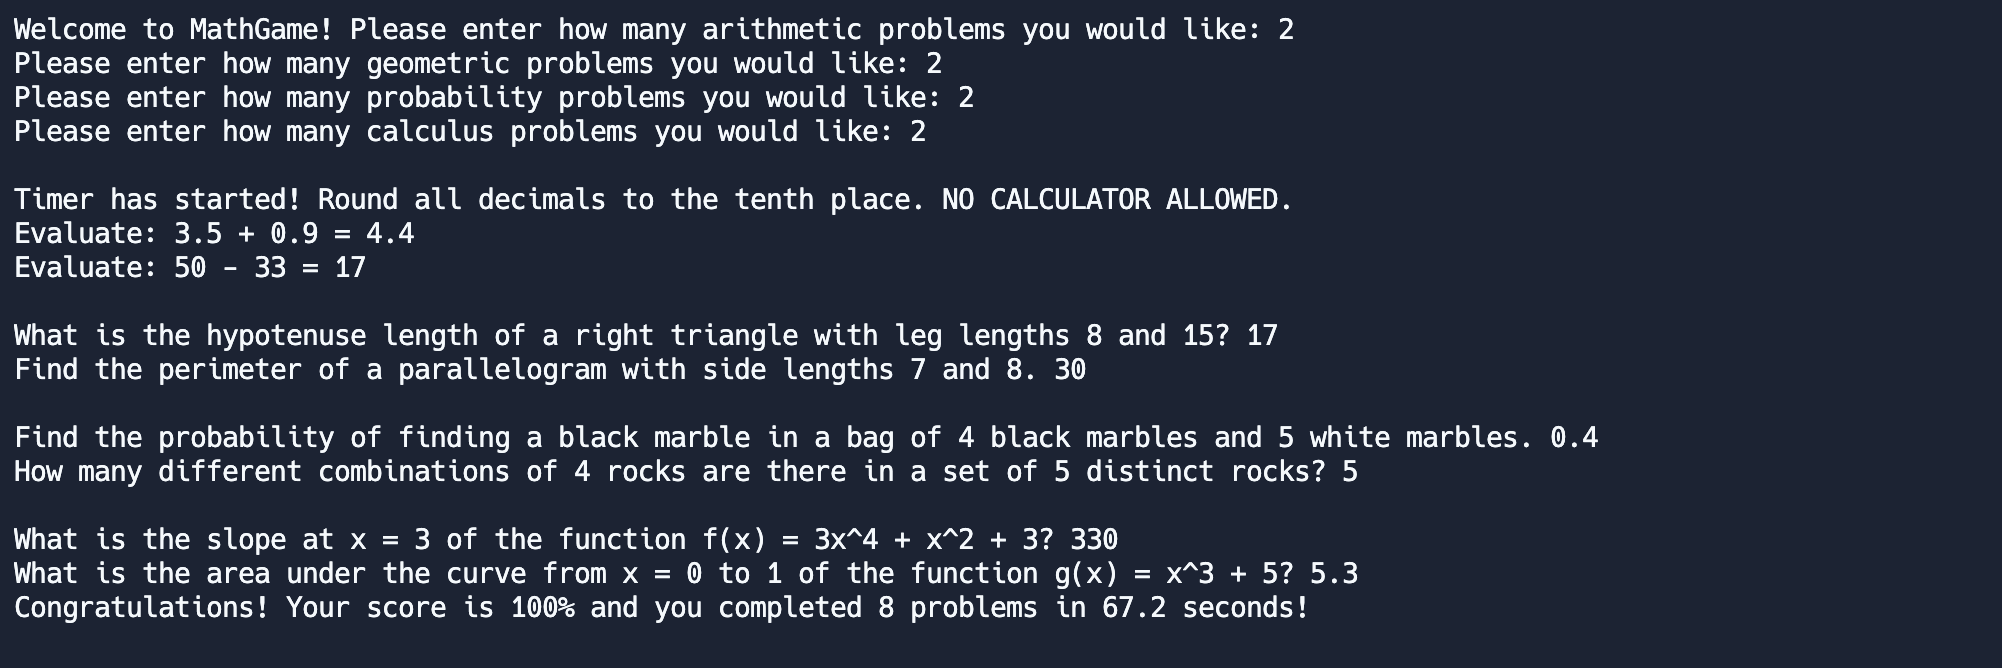 Welcome to MathGame! Please enter how many arithmetic problems you would like: 2
Please enter how many geometric problems you would like: 2
Please enter how many probability problems you would like: 2
Please enter how many calculus problems you would like: 2
Timer has started! Round all decimals to the tenth place. NO CALCULATOR ALLOWED.
Evaluate: 3.5 + 0.9 = 4.4
Evaluate: 50 - 33 = 17
What is the hypotenuse length of a right triangle with leg lengths 8 and 15? 17
Find the perimeter of a parallelogram with side lengths 7 and 8. 30
Find the probability of finding a black marble in a bag of 4 black marbles and 5 white marbles. 0.4
How many different combinations of 4 rocks are there in a set of 5 distinct rocks? 5
What is the slope at x = 3 of the function f(x) = 3x^4 + x^2 + 3? 330
What is the area under the curve from x = 0 to 1 of the function g(x) = x^3 + 5? 5.3
Congratulations! Your score is 100% and you completed 8 problems in 67.2 seconds!